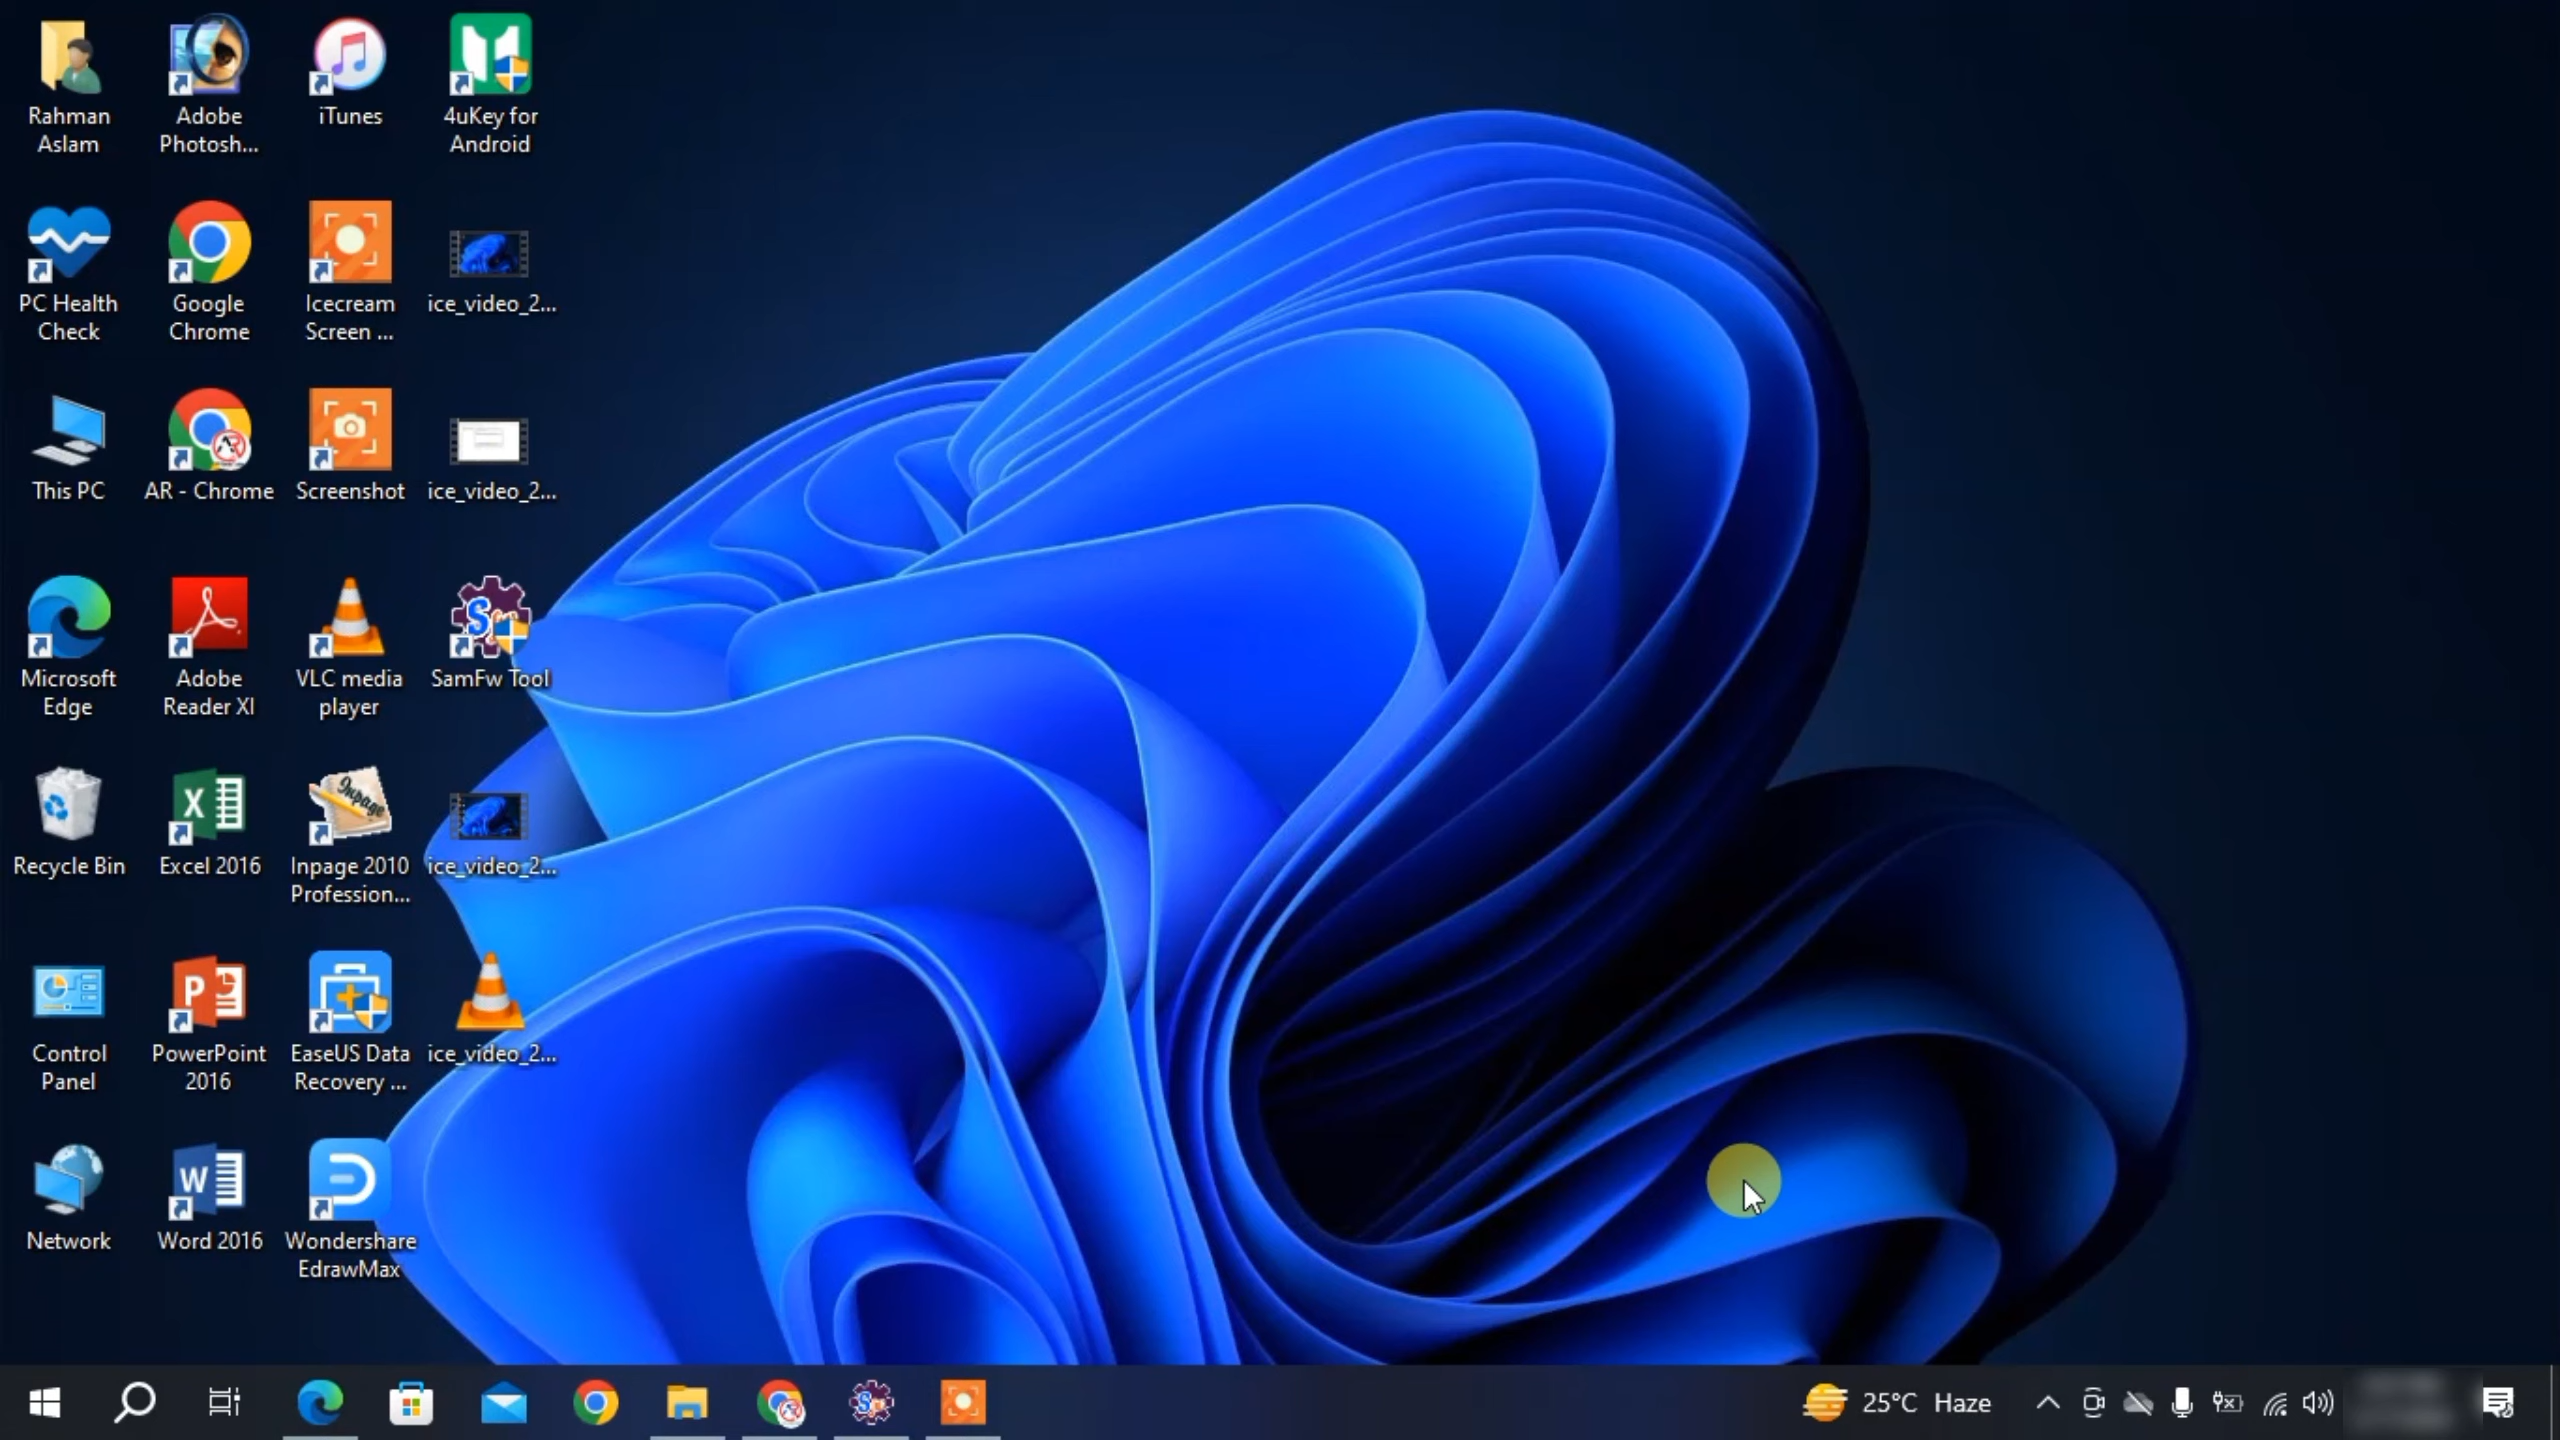 Rahman
Aslam
Adobe
Photosh...
iTunes
4uKey for
Android
PC Health
Check
Google
Chrome
Icecream
Screen ...
ice_video_2...
This PC
AR - Chrome
Screenshot
ice_video_2...
Microsoft
Edge
Adobe
Reader XI
VLC media
player
SamFw Tool
Recycle Bin
Excel 2016
Inpage 2010
Profession...
ice_video_2...
Control
Panel
PowerPoint
2016
EaseUS Data
Recovery ...
ice_video_2...
Network
Word 2016
Wondershare
EdrawMax
25°C Haze